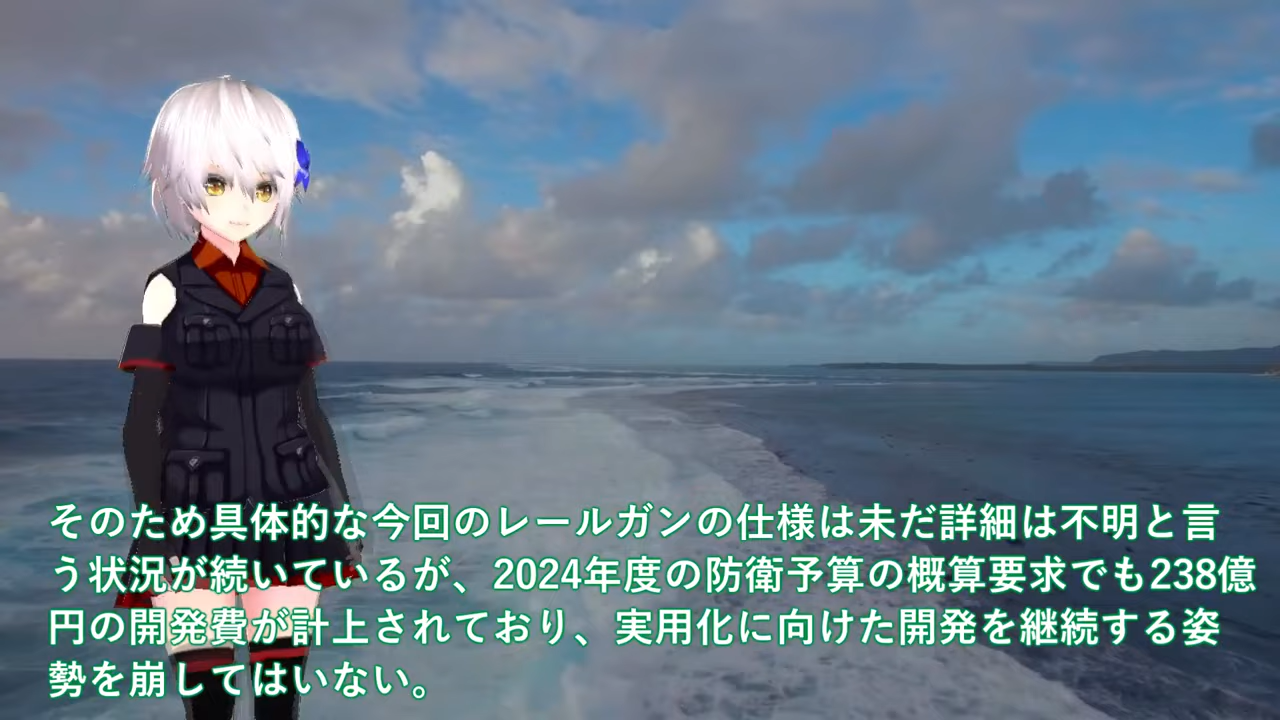 そのため具体的な今回のレールガンの仕様は未だ詳細は不明と言
う状況が続いているが、2024年度の防衛予算の概算要求でも238億
円の開発費が計上されており、実用化に向けた開発を継続する姿
勢を崩してはいない。